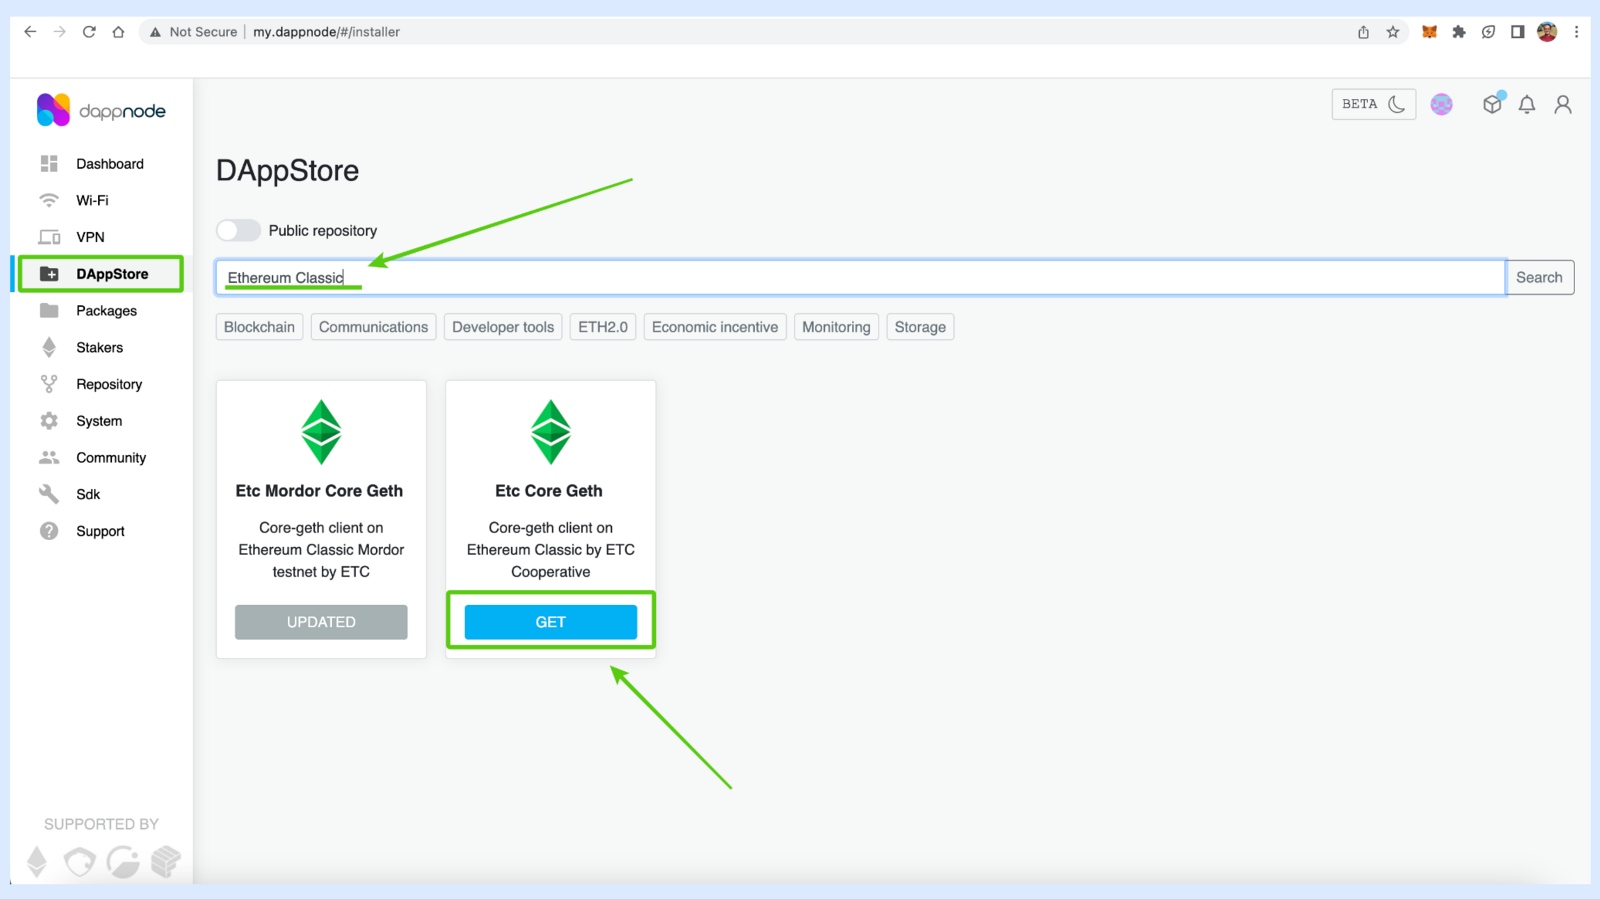 Not Secure | my.dappnode/#/installer
dappnode
BETA
Dashboard
Wi-Fi
VPN
DAppStore
Packages
Stakers
Repository
System
Community
Sdk
Support
SUPPORTED BY
DAppStore
Public repository
Ethereum Classic
Search
Blockchain
Communications
Developer tools
ETH2.0
Economic incentive
Monitoring
Storage
Etc Mordor Core Geth
Core-geth client on
Ethereum Classic Mordor
testnet by ETC
UPDATED
Etc Core Geth
Core-geth client on
Ethereum Classic by ETC
Cooperative
GET